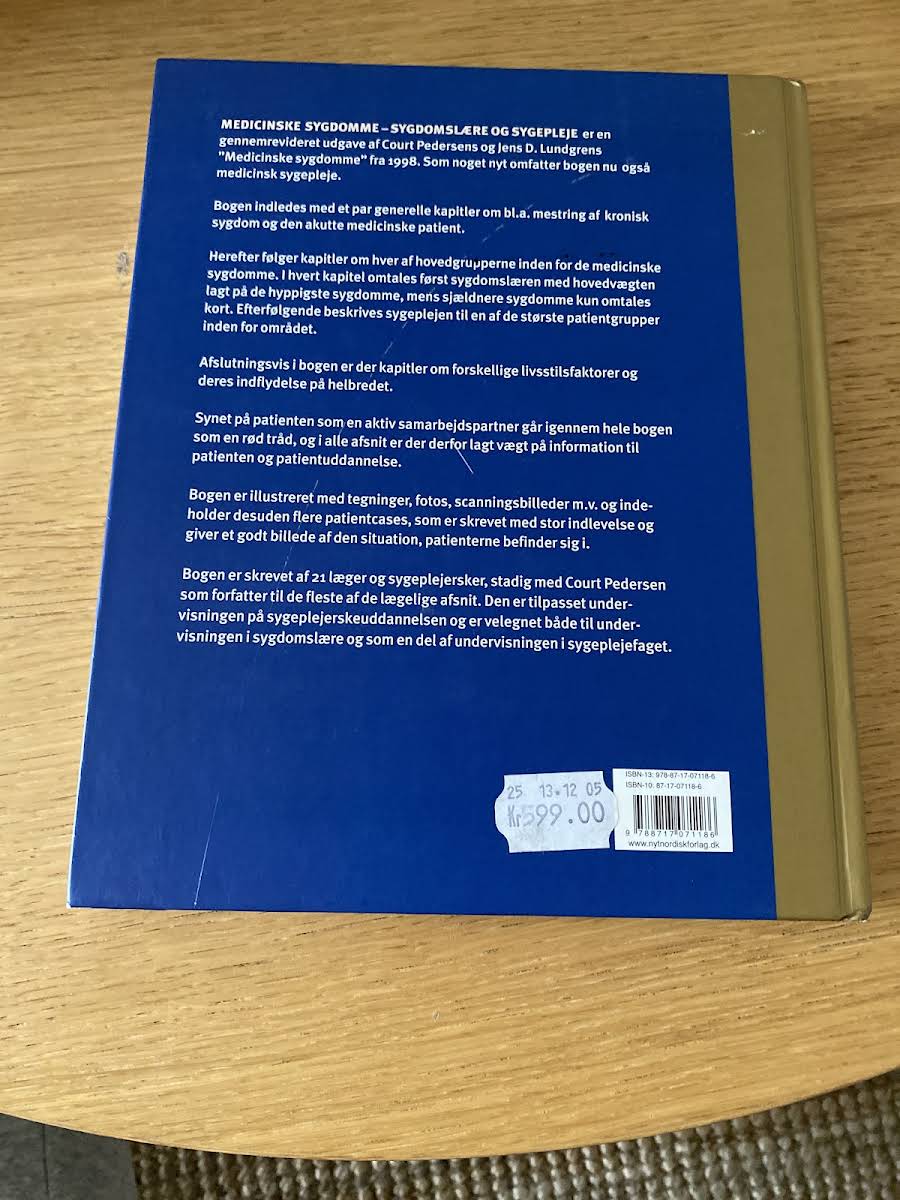 MEDICINSKE SYGDOMME – SYGDOMSLÆRE OG SYGEPLEJE er en
gennemrevideret udgave af Court Pedersens og Jens D. Lundgrens
"Medicinske sygdomme" fra 1998. Som noget nyt omfatter bogen nu også
medicinsk sygepleje.
Bogen indledes med et par generelle kapitler om bl.a. mestring af kronisk
sygdom og den akutte medicinske patient.
Herefter følger kapitler om hver af hovedgrupperne inden for de medicinske
sygdomme. I hvert kapitel omtales først sygdomslæren med hovedvægten
lagt på de hyppigste sygdomme, mens sjældnere sygdomme kun omtales
kort. Efterfølgende beskrives sygeplejen til en af de største patientgrupper
inden for området.
Afslutningsvis i bogen er der kapitler om forskellige livsstilsfaktorer og
deres indflydelse på helbredet.
Synet på patienten som en aktiv samarbejdspartner går igennem hele bogen
som en rød tråd, og i alle afsnit er der derfor lagt vægt på information til
patienten og patientuddannelse.
Bogen er illustreret med tegninger, fotos, scanningsbilleder m.v. og inde-
holder desuden flere patientcases, som er skrevet med stor indlevelse og
giver et godt billede af den situation, patienterne befinder sig i.
Bogen er skrevet af 21 læger og sygeplejersker, stadig med Court Pedersen
som forfatter til de fleste af de lægelige afsnit. Den er tilpasset under-
visningen på sygeplejerskeuddannelsen og er velegnet både til under-
visningen i sygdomslære og som en del af undervisningen i sygeplejefaget.
25 13.12 05
Kr599.00
ISBN-13: 978-87-17-07118-6
ISBN-10: 87-17-07118-6
9 788717 071186
www.nytnordiskforlag.dk